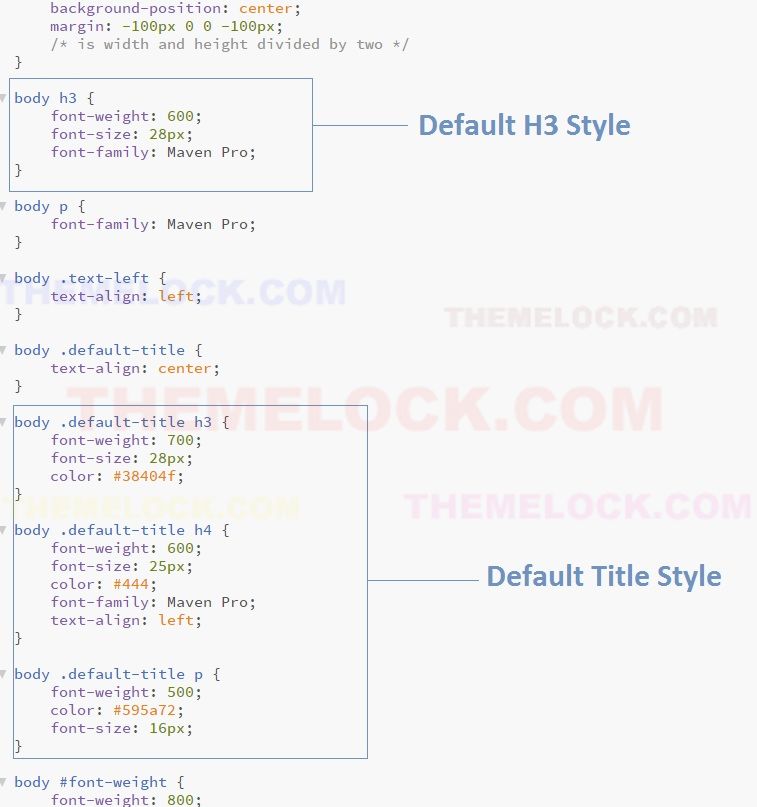 background-position: center;
margin: -100px 0 0 -100px;
/* is width and height divided by two */
}
body h3 {
font-weight: 600;
font-size: 28px;
font-family: Maven Pro;
}
Default H3 Style
body p {
font-family: Maven Pro;
}
body .text-left {
text-align: left;
}
THEMELOCK.COM
THEMELOCK.COM
body .default-title {
text-align: center;
}
THEMELOCK.COM
body .default-title h3 {
font-weight: 700;
font-size: 28px;
color: #38404f;
}
THEMELOCK.COM
THEMELOCK.COM
body .default-title h4 {
font-weight: 600;
font-size: 25px;
color: #444;
font-family: Maven Pro;
text-align: left;
}
Default Title Style
body .default-title p {
font-weight: 500;
color: #595a72;
font-size: 16px;
}
body #font-weight {
font-weight: 800;